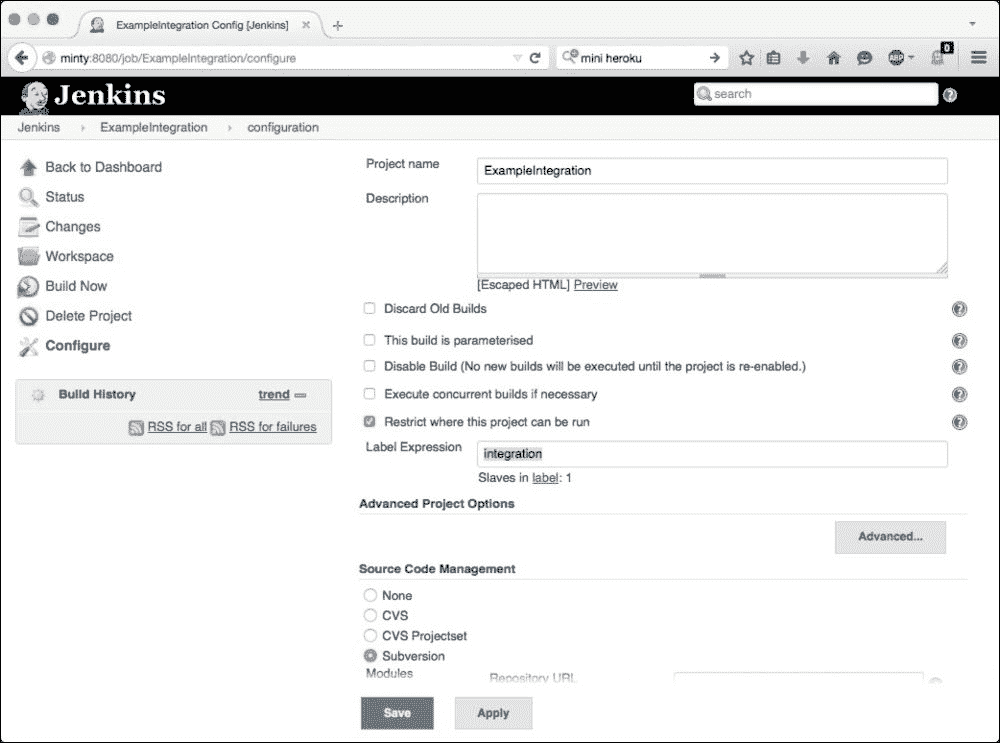 ExampleIntegration Config [Jenkins]
minty:8080/job/ExampleIntegration/configure
mini heroku
ABP
0
Jenkins
search
Jenkins
ExampleIntegration
configuration
Back to Dashboard
Status
Changes
Workspace
Build Now
Delete Project
Configure
Build History
trend
RSS for all
RSS for failures
Project name
ExampleIntegration
Description
[Escaped HTML] Preview
Discard Old Builds
This build is parameterised
Disable Build (No new builds will be executed until the project is re-enabled.)
Execute concurrent builds if necessary
Restrict where this project can be run
Label Expression
integration
Slaves in label: 1
Advanced Project Options
Advanced...
Source Code Management
None
CVS
CVS Projectset
Subversion
Modules
Repository URL
Save
Apply